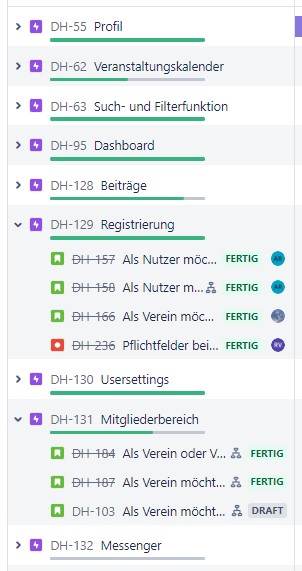 DH-55 Profil
DH-62 Veranstaltungskalender
DH-63 Such- und Filterfunktion
DH-95 Dashboard
DH-128 Beiträge
DH-129 Registrierung
DH-157 Als Nutzer möc... FERTIG AR
DH-158 Als Nutzer m... FERTIG AR
DH-166 Als Verein möc... FERTIG
DH-236 Pflichtfelder bei... FERTIG RV
DH-130 Usersettings
DH-131 Mitgliederbereich
DH-184 Als Verein oder V... FERTIG
DH-187 Als Verein möcht... FERTIG
DH-103 Als Verein möcht... DRAFT
DH-132 Messenger